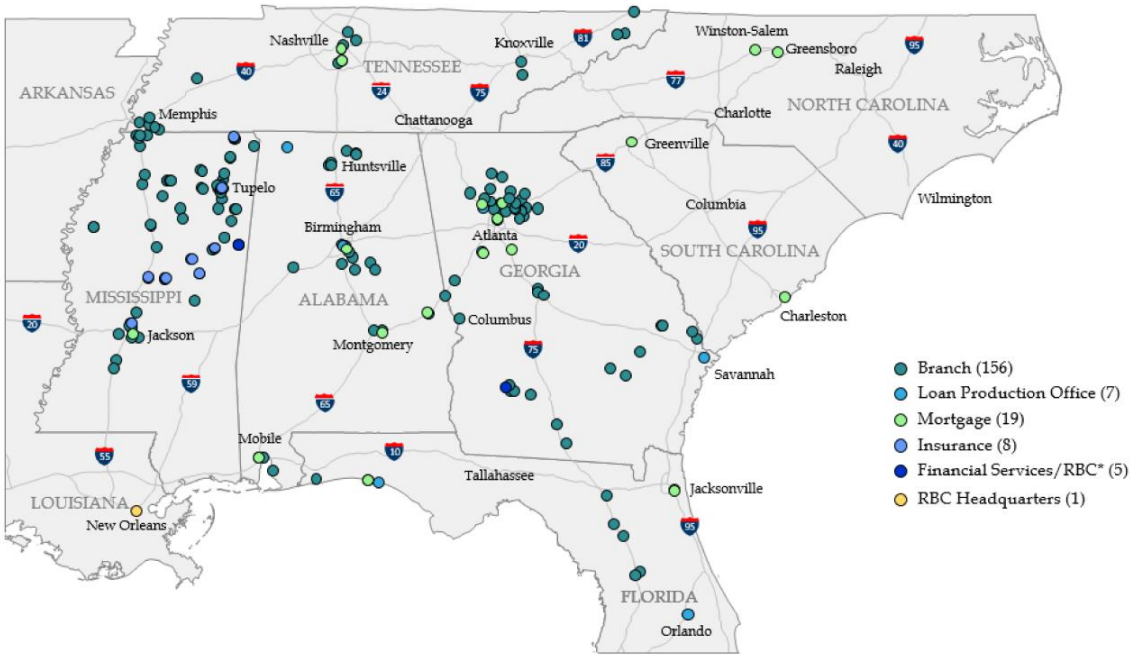 Nashville
Knoxville
81
Winston-Salem
Greensboro
95
40
TENNESSEE
77
Raleigh
ARKANSAS
24
75
NORTH CAROLINA
Memphis
Chattanooga
Charlotte
40
Greenville
85
Huntsville
Tupelo
65
Columbia
Wilmington
Birmingham
95
Atlanta
20
SOUTH CAROLINA
GEORGIA
MISSISSIPPI
ALABAMA
20
Columbus
Charleston
Jackson
Montgomery
75
Savannah
59
65
Mobile
10
55
Tallahassee
Jacksonville
LOUISIANA
New Orleans
95
FLORIDA
Orlando
Branch (156)
Loan Production Office (7)
Mortgage (19)
Insurance (8)
Financial Services/RBC* (5)
RBC Headquarters (1)